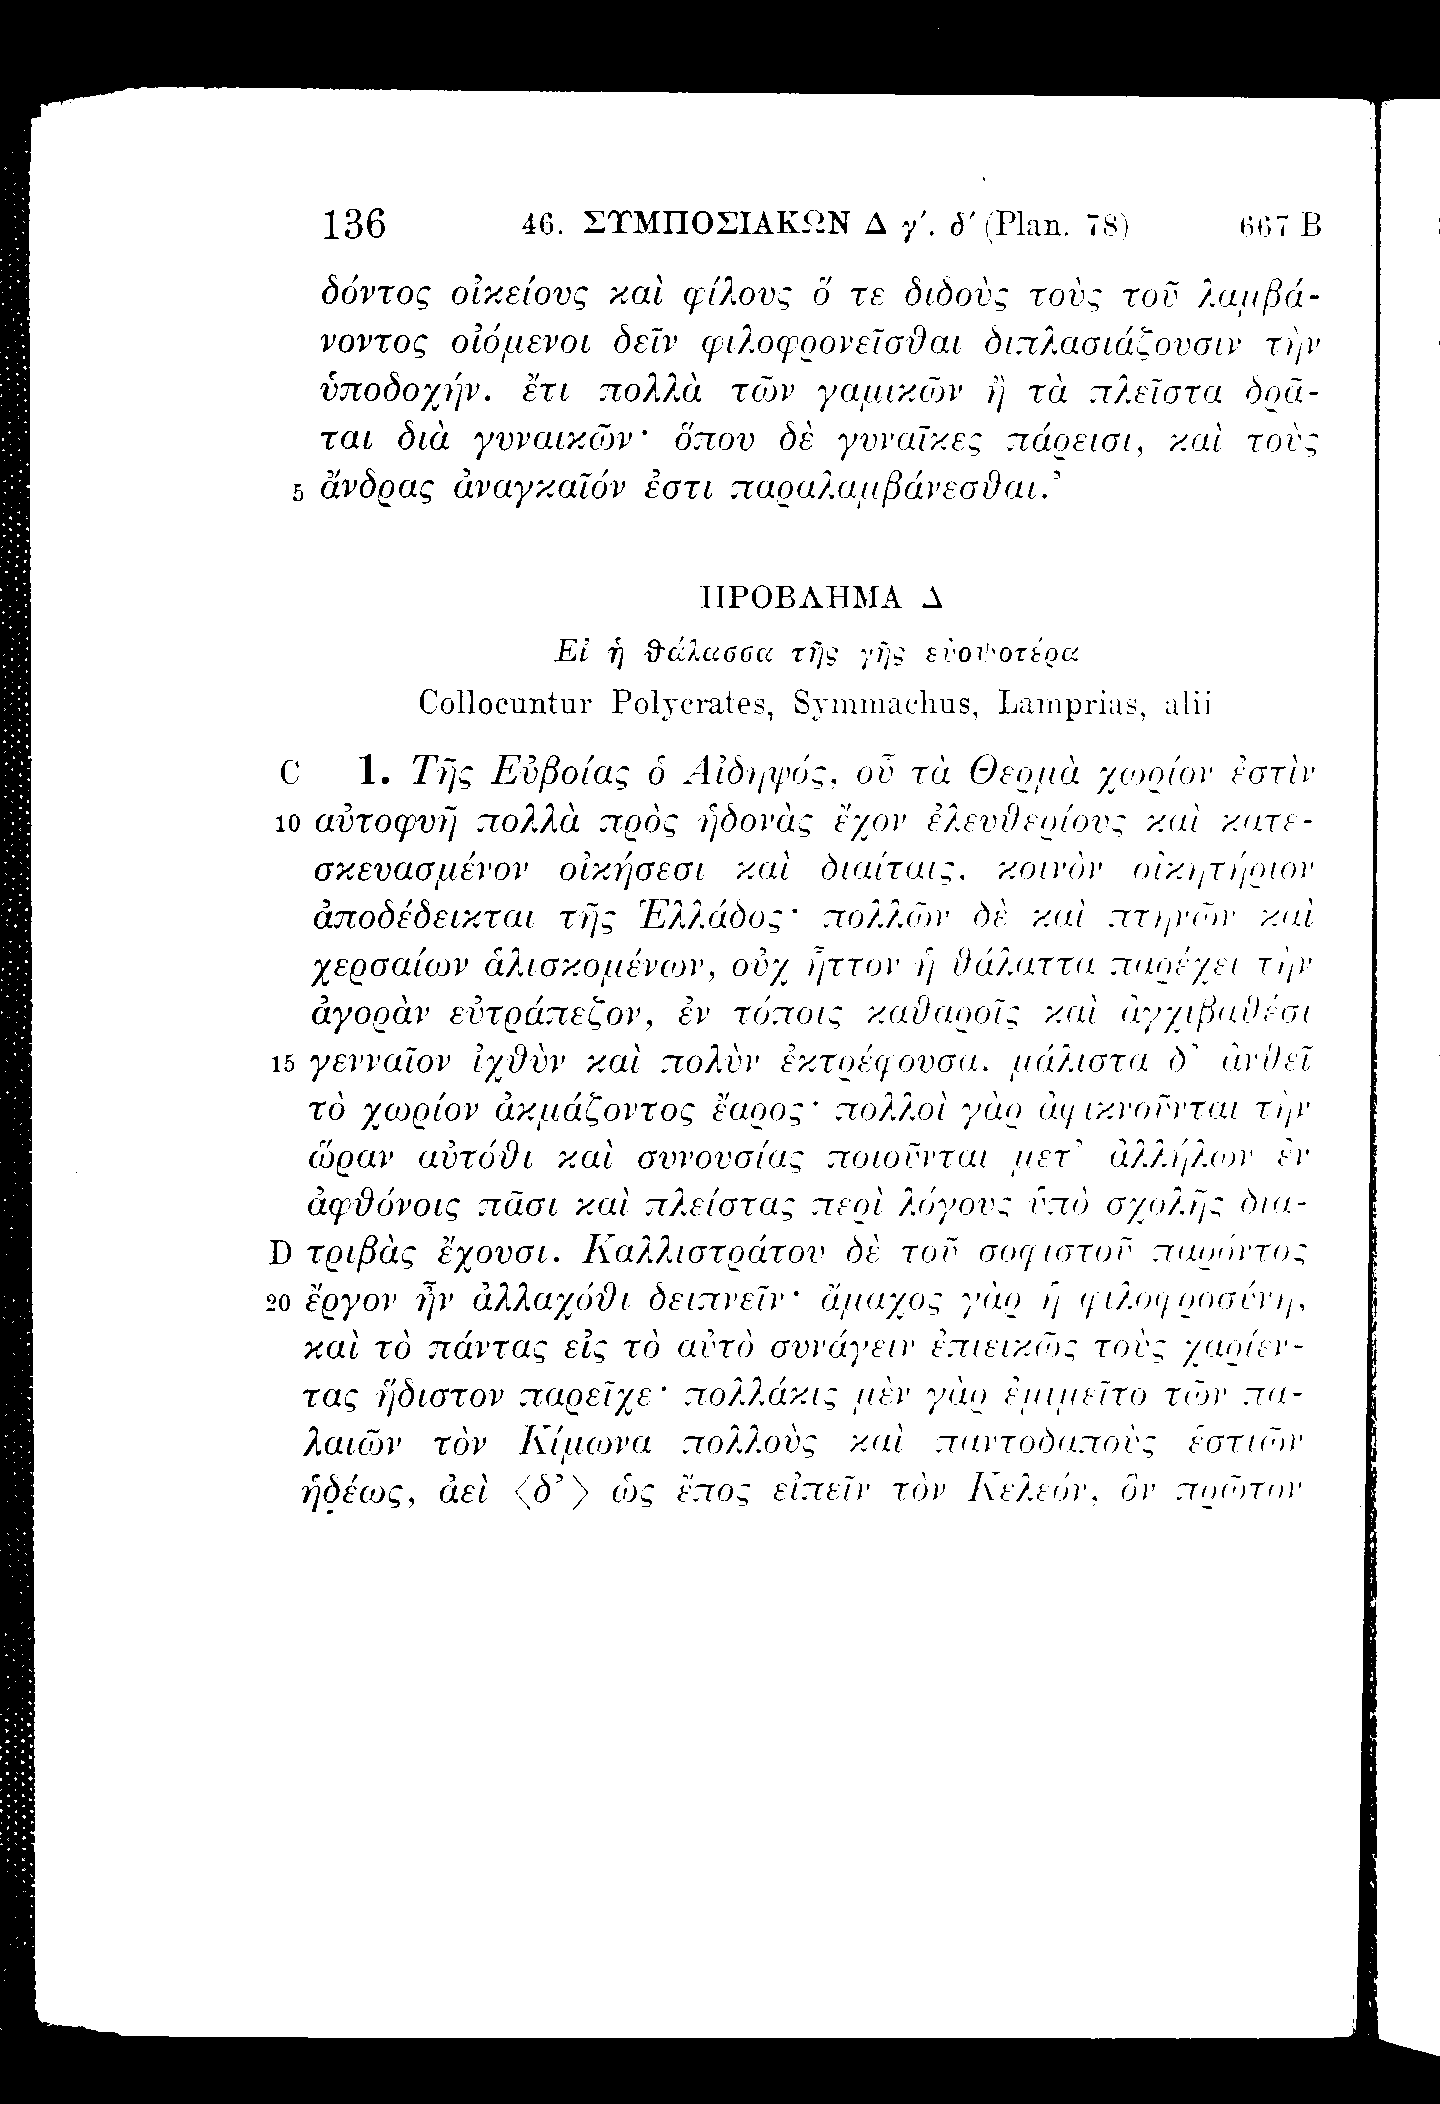 136 46. ΣΥΜΠΟΣΙΑΚΩΝ Δ γ΄. δ΄ (Plan. 78) 667 B
δόντος οἰκείους καὶ φίλους ὅ τε διδοὺς τοὺς τοῦ λαμβά-
νοντος οἰόμενοι δεῖν φιλοφρονεῖσθαι διπλασιάζουσιν τὴν
ὑποδοχήν. ἔτι πολλὰ τῶν γαμικῶν ἢ τὰ πλεῖστα δρᾶ-
ται διὰ γυναικῶν· ὅπου δὲ γυναῖκες πάρεισι, καὶ τοὺς
5 ἄνδρας ἀναγκαῖόν ἐστι παραλαμβάνεσθαι.’
ΠΡΟΒΛΗΜΑ Δ
Εἰ ἡ θάλασσα τῆς γῆς εὐοψοτέρα
Collocuntur Polycrates, Symmachus, Lamprias, alii
C 1. Τῆς Εὐβοίας ὁ Αἰδηψός, οὗ τὰ Θερμὰ χωρίον ἐστὶν
10 αὐτοφυῆ πολλὰ πρὸς ἡδονὰς ἔχον ἐλευθερίους καὶ κατε-
σκευασμένον οἰκήσεσι καὶ διαίταις, κοινὸν οἰκητήριον
ἀποδέδεικται τῆς Ἑλλάδος· πολλῶν δὲ καὶ πτηνῶν καὶ
χερσαίων ἁλισκομένων, οὐχ ἧττον ἡ θάλαττα παρέχει τὴν
ἀγορὰν εὐτράπεζον, ἐν τόποις καθαροῖς καὶ ἀγχιβαθέσι
15 γενναῖον ἰχθὺν καὶ πολὺν ἐκτρέφουσα. μάλιστα δ’ ἀνθεῖ
τὸ χωρίον ἀκμάζοντος ἔαρος· πολλοὶ γὰρ ἀφικνοῦνται τὴν
ὥραν αὐτόθι καὶ συνουσίας ποιοῦνται μετ’ ἀλλήλων ἐν
ἀφθόνοις πᾶσι καὶ πλείστας περὶ λόγους ὑπὸ σχολῆς δια-
D τριβὰς ἔχουσι. Καλλιστράτου δὲ τοῦ σοφιστοῦ παρόντος
20 ἔργον ἦν ἀλλαχόθι δειπνεῖν· ἄμαχος γὰρ ἡ φιλοφροσύνη,
καὶ τὸ πάντας εἰς τὸ αὐτὸ συνάγειν ἐπιεικῶς τοὺς χαρίεν-
τας ἥδιστον παρεῖχε· πολλάκις μὲν γὰρ ἐμιμεῖτο τῶν πα-
λαιῶν τὸν Κίμωνα πολλοὺς καὶ παντοδαποὺς ἑστιῶν
ἡδέως, ἀεὶ ⟨δ’⟩ ὡς ἔπος εἰπεῖν τὸν Κελεόν, ὃν πρῶτον